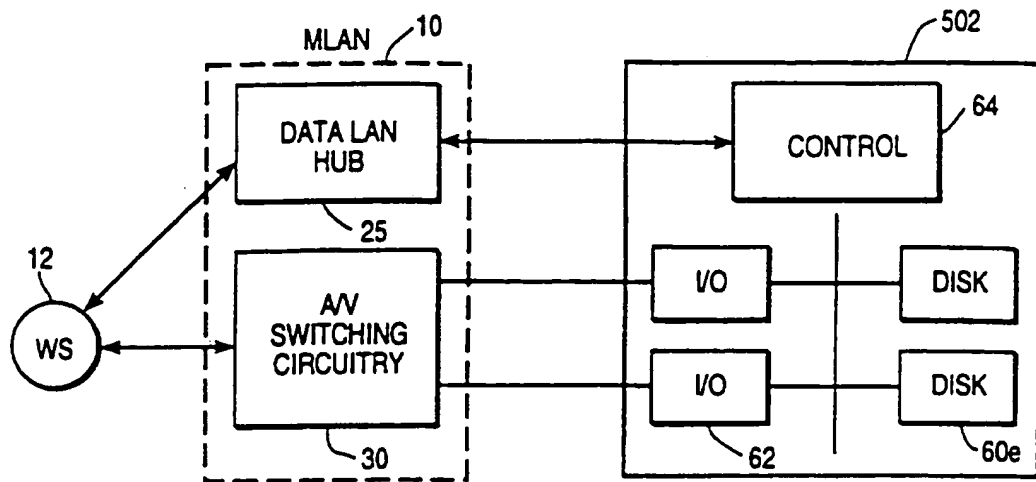 MLAN
10
502
DATA LAN
HUB
25
64
CONTROL
12
WS
A/V
SWITCHING
CIRCUITRY
30
I/O
DISK
I/O
DISK
62
60e